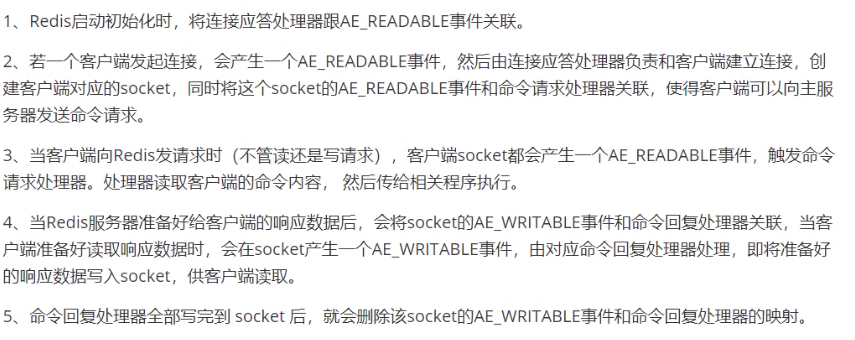 1、Redis启动初始化时，将连接应答处理器跟AE_READABLE事件关联。
2、若一个客户端发起连接，会产生一个AE_READABLE事件，然后由连接应答处理器负责和客户端建立连接，创
建客户端对应的socket，同时将这个socket的AE_READABLE事件和命令请求处理器关联，使得客户端可以向主服
务器发送命令请求。
3、当客户端向Redis发请求时（不管读还是写请求），客户端socket都会产生一个AE_READABLE事件，触发命令
请求处理器。处理器读取客户端的命令内容， 然后传给相关程序执行。
4、当Redis服务器准备好给客户端的响应数据后，会将socket的AE_WRITABLE事件和命令回复处理器关联，当客
户端准备好读取响应数据时，会在socket产生一个AE_WRITABLE事件，由对应命令回复处理器处理，即将准备好
的响应数据写入socket，供客户端读取。
5、命令回复处理器全部写完到 socket 后，就会删除该socket的AE_WRITABLE事件和命令回复处理器的映射。